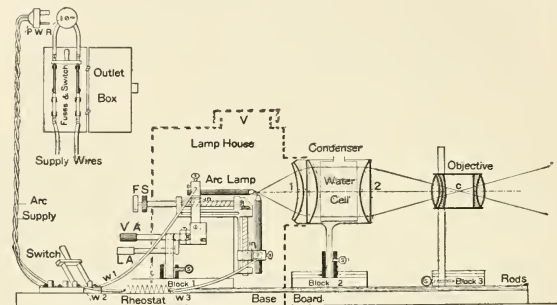 P W R
Outlet
Box
Fuses & Switch
Supply Wires
V
Lamp House
Condenser
Objective
Arc Lamp
Water
Cell
1
2
C
F S
V A
A
Arc
Supply
Switch
W 1
W 2
Rheostat
W 3
Block 1
Block 2
Block 3
Base Board
Rods
S
S
S